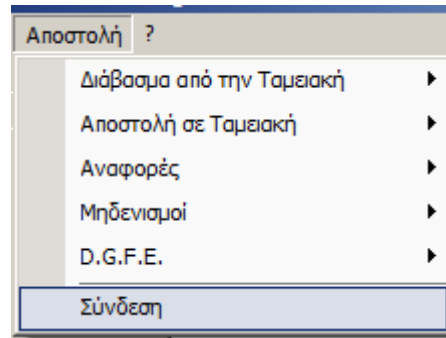 Αποστολή ?
Διάβασμα από την Ταμειακή
Αποστολή σε Ταμειακή
Αναφορές
Μηδενισμοί
D.G.F.E.
Σύνδεση